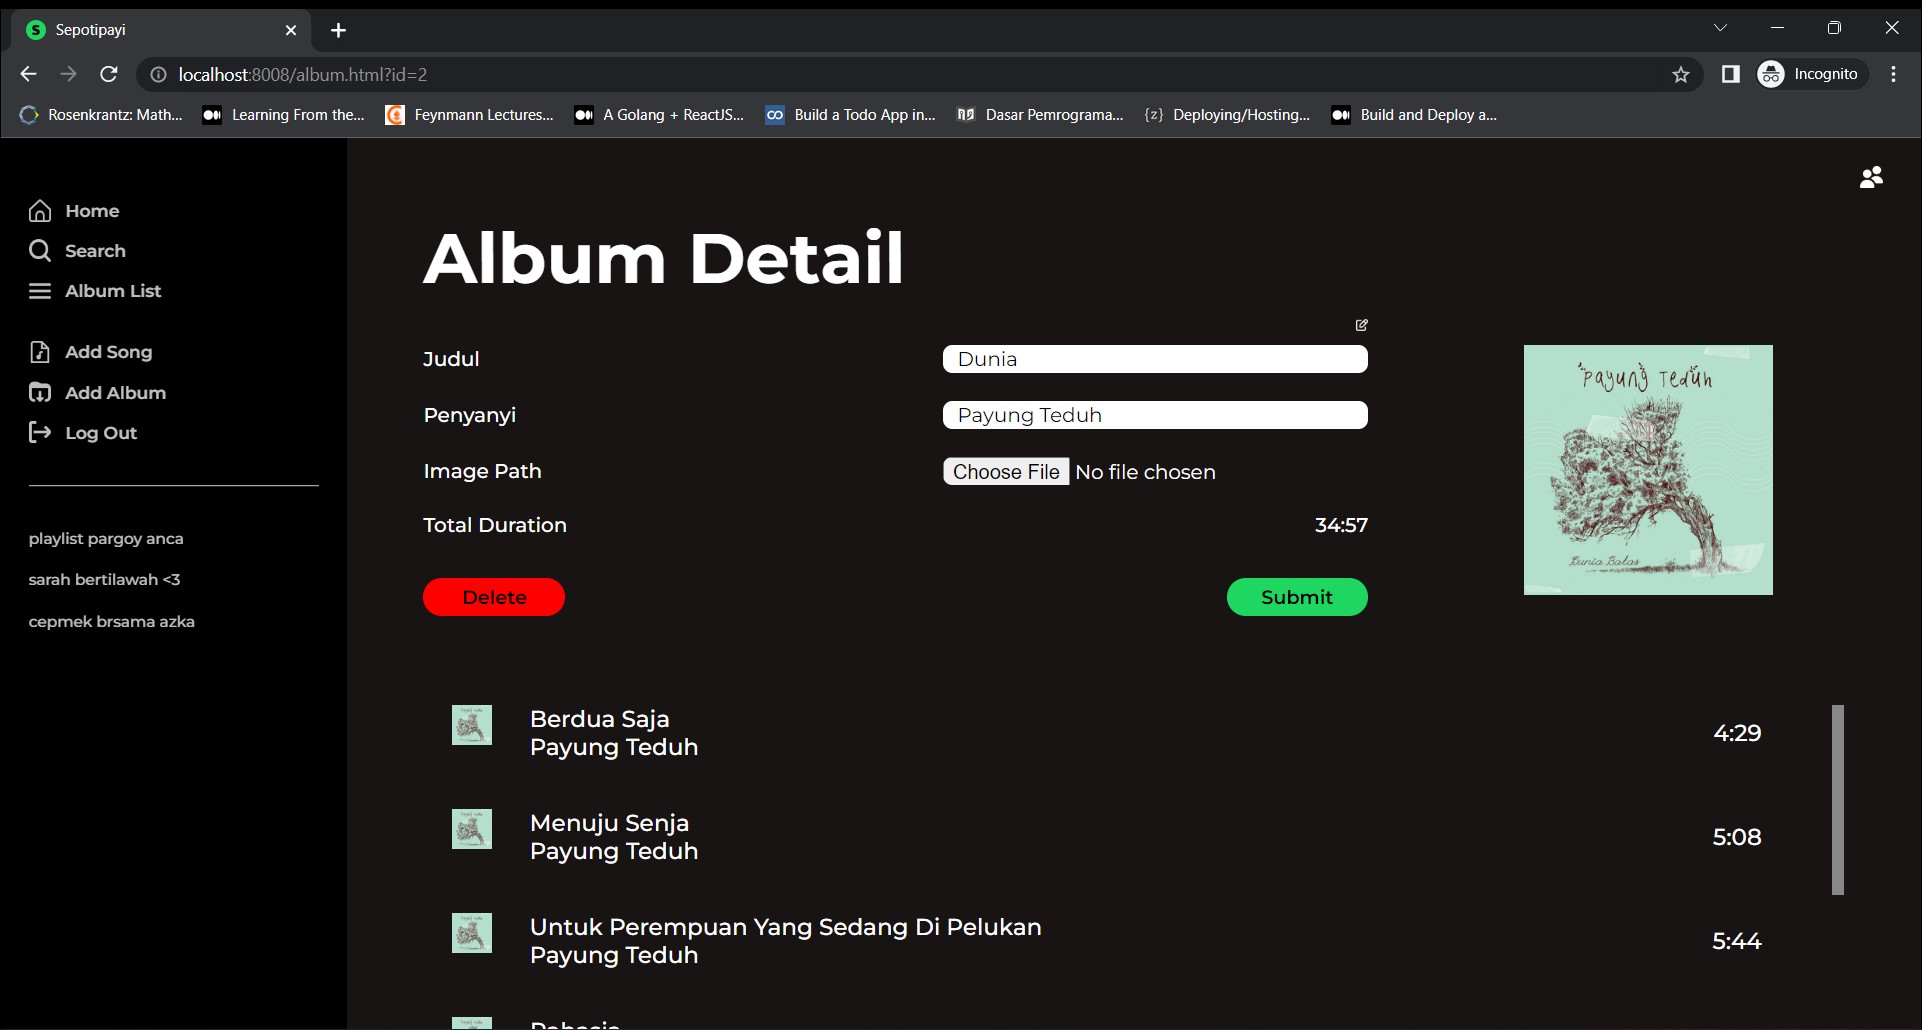 Sepotipayi
localhost:8008/album.html?id=2
Incognito
Rosenkrantz: Math... Learning From the... Feynmann Lectures... A Golang + ReactJS... Build a Todo App in... Dasar Pemrograma... {z} Deploying/Hosting... Build and Deploy a...
Home
Search
Album List
Add Song
Add Album
Log Out
playlist pargoy anca
sarah bertilawah <3
cepmek brsama azka
Album Detail
Judul Dunia
Penyanyi Payung Teduh
Image Path Choose File No file chosen
Total Duration 34:57
Delete Submit
Payung Teduh
Dunia Batas
Berdua Saja
Payung Teduh
4:29
Menuju Senja
Payung Teduh
5:08
Untuk Perempuan Yang Sedang Di Pelukan
Payung Teduh
5:44